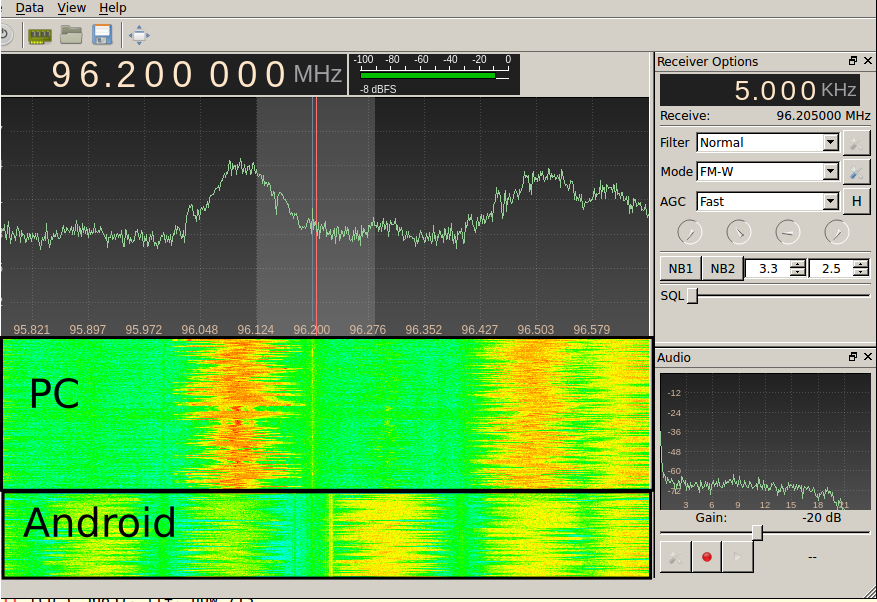 Data View Help
96.200 000 MHz
-100 -80 -60 -40 -20 0
-8 dBFS
95.821 95.897 95.972 96.048 96.124 96.200 96.276 96.352 96.427 96.503 96.579
PC
Android
Receiver Options
5.000 KHz
Receive: 96.205000 MHz
Filter Normal
Mode FM-W
AGC Fast H
NB1 NB2 3.3 2.5
SQL
Audio
-12
-24
-36
-48
-60
-72
3 6 9 12 15 18 21
Gain: -20 dB
--